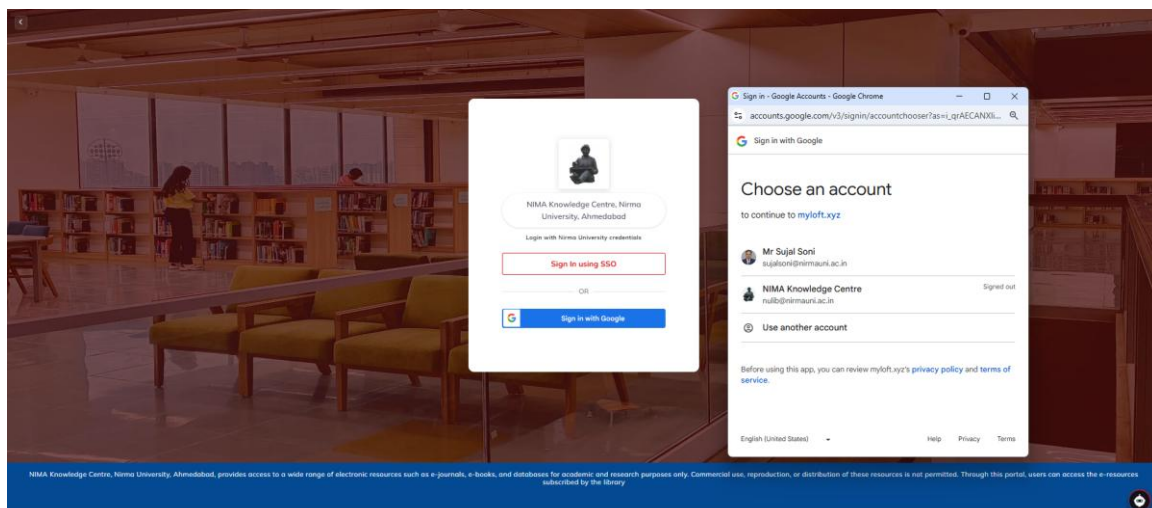 NIMA Knowledge Centre, Nirma
University, Ahmedabad
Login with Nirma University credentials
Sign In using SSO
OR
Sign in with Google
Sign in - Google Accounts - Google Chrome
accounts.google.com/v3/signin/accountchooser?as=i_qrAECANXli...
Sign in with Google
Choose an account
to continue to myloft.xyz
Mr Sujal Soni
sujalsoni@nirmauni.ac.in
NIMA Knowledge Centre
Signed out
nulib@nirmauni.ac.in
Use another account
Before using this app, you can review myloft.xyz's privacy policy and terms of
service.
English (United States)
Help Privacy Terms
NIMA Knowledge Centre, Nirma University, Ahmedabad, provides access to a wide range of electronic resources such as e-journals, e-books, and databases for academic and research purposes only. Commercial use, reproduction, or distribution of these resources is not permitted. Through this portal, users can access the e-resources
subscribed by the library